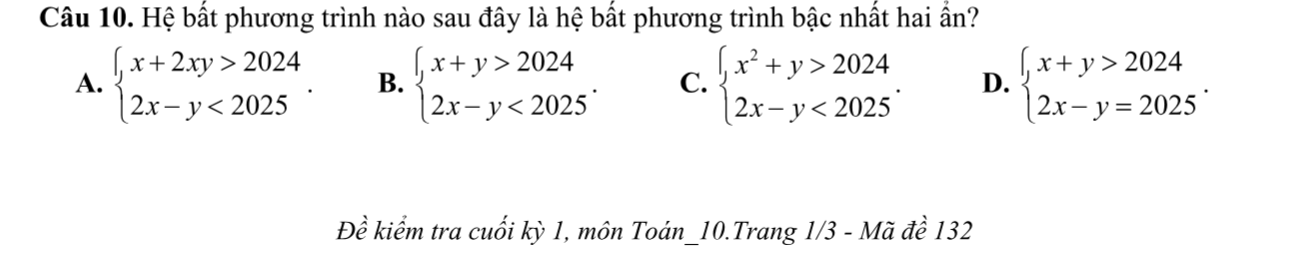 Câu 10. Hệ bất phương trình nào sau đây là hệ bất phương trình bậc nhất hai ẩn?
A. { x + 2xy > 2024 2x − y < 2025 . B. { x + y > 2024 2x − y < 2025 . C. { x² + y > 2024 2x − y < 2025 . D. { x + y > 2024 2x − y = 2025 .
Đề kiểm tra cuối kỳ 1, môn Toán_10.Trang 1/3 - Mã đề 132